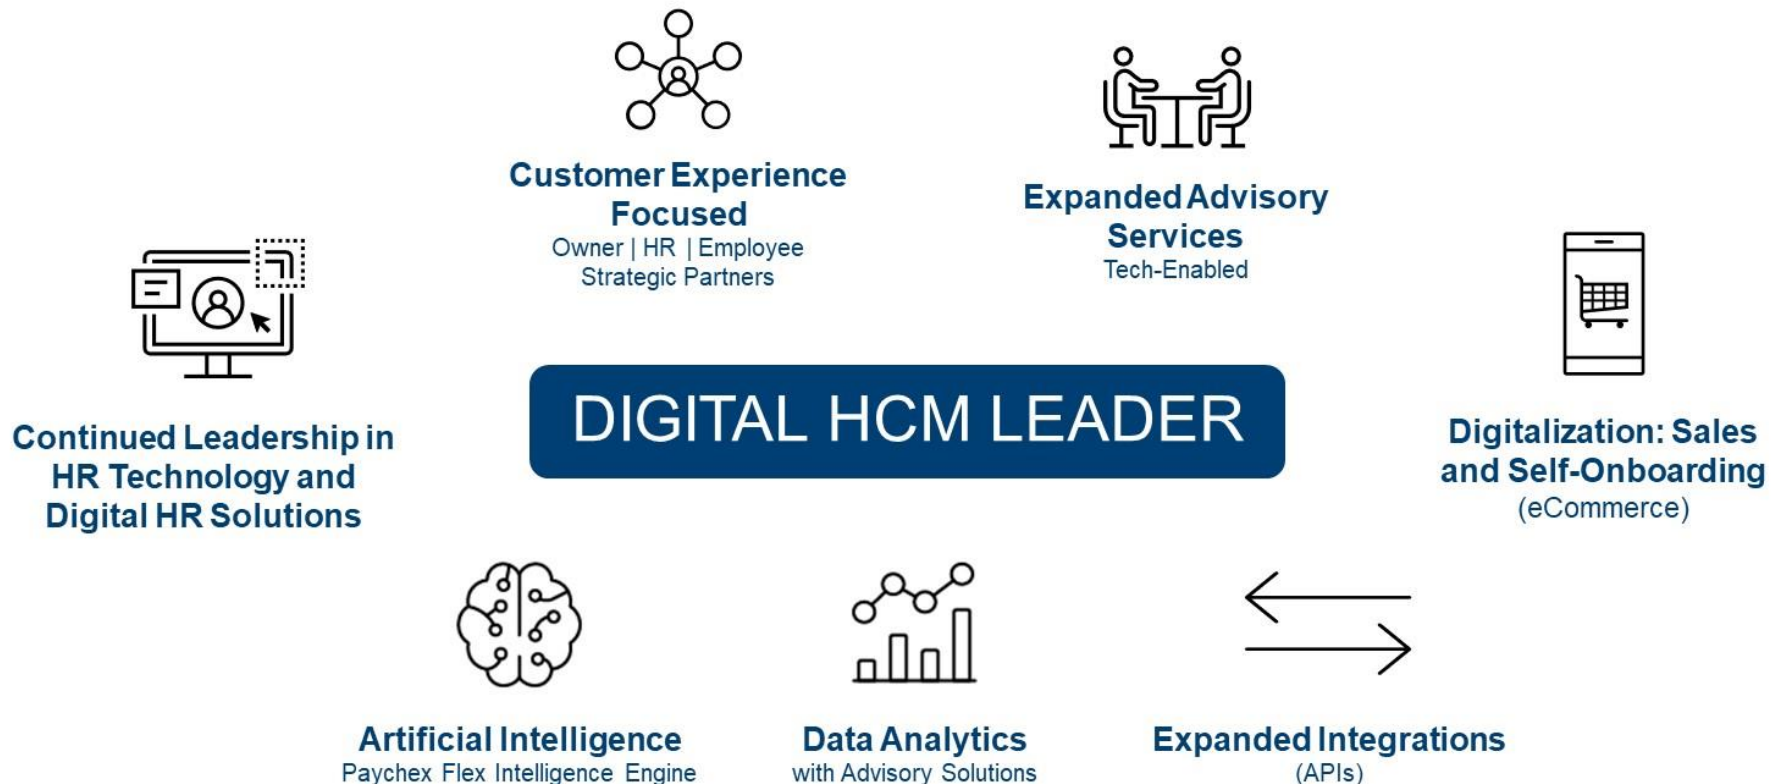 Customer Experience
Focused
Owner | HR | Employee
Strategic Partners
Expanded Advisory
Services
Tech-Enabled
Continued Leadership in
HR Technology and
Digital HR Solutions
DIGITAL HCM LEADER
Digitalization: Sales
and Self-Onboarding
(eCommerce)
Artificial Intelligence
Paychex Flex Intelligence Engine
Data Analytics
with Advisory Solutions
Expanded Integrations
(APIs)